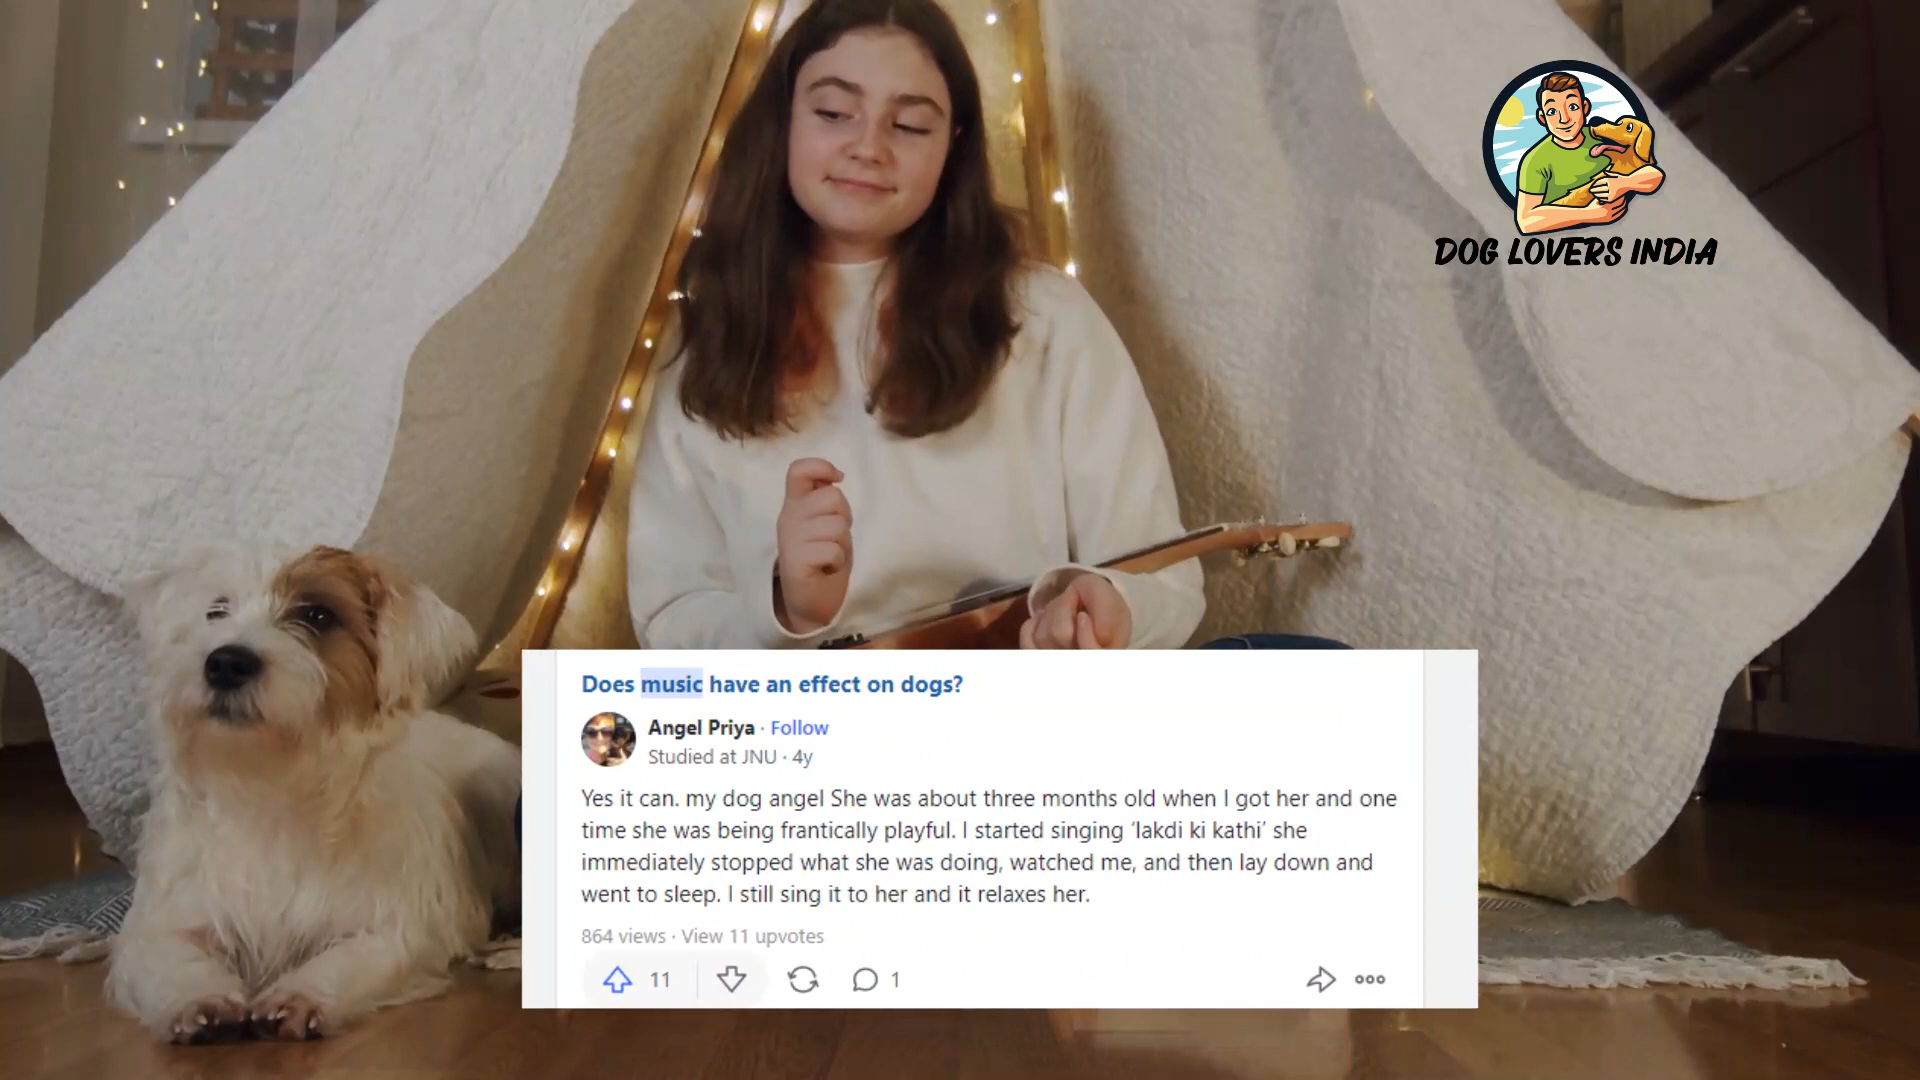 DOG LOVERS INDIA
Does music have an effect on dogs?
Angel Priya · Follow
Studied at JNU · 4y
Yes it can. my dog angel She was about three months old when I got her and one
time she was being frantically playful. I started singing ‘lakdi ki kathi’ she
immediately stopped what she was doing, watched me, and then lay down and
went to sleep. I still sing it to her and it relaxes her.
864 views · View 11 upvotes
11
1